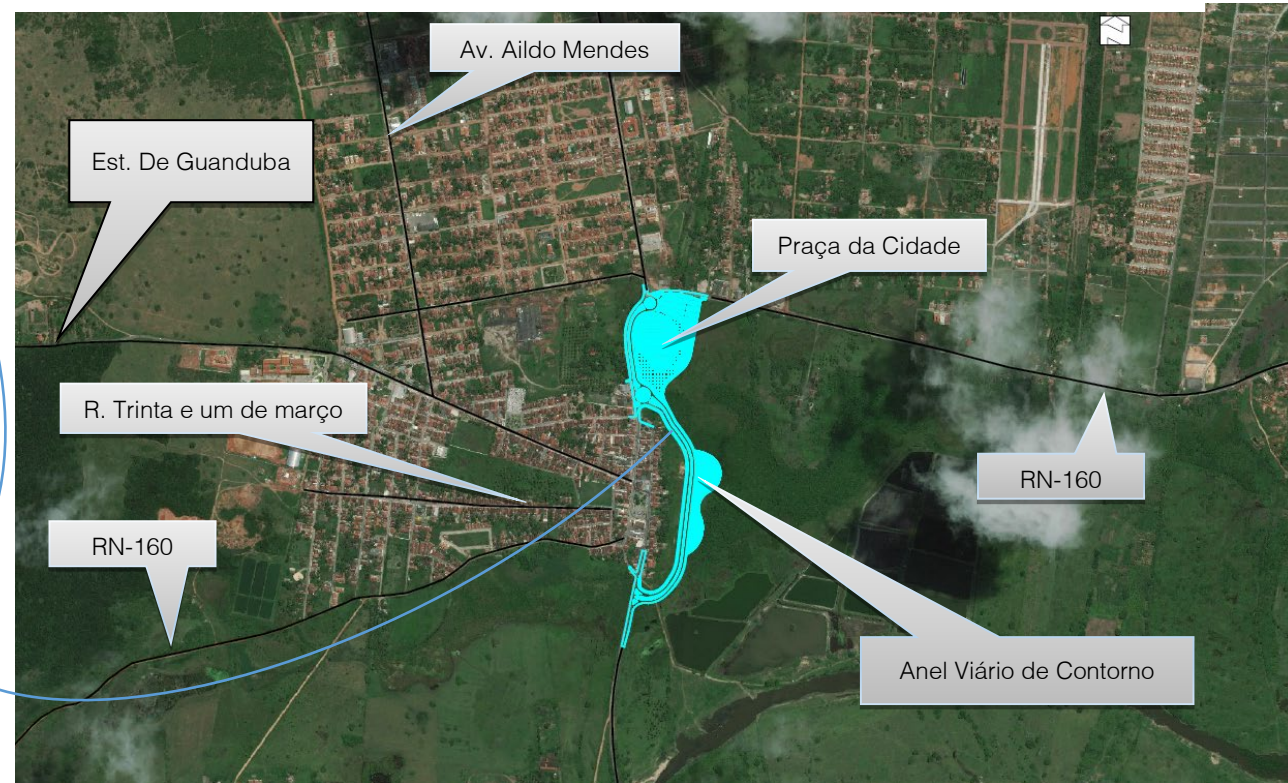 Av. Aildo Mendes
Est. De Guanduba
Praça da Cidade
R. Trinta e um de março
RN-160
RN-160
Anel Viário de Contorno